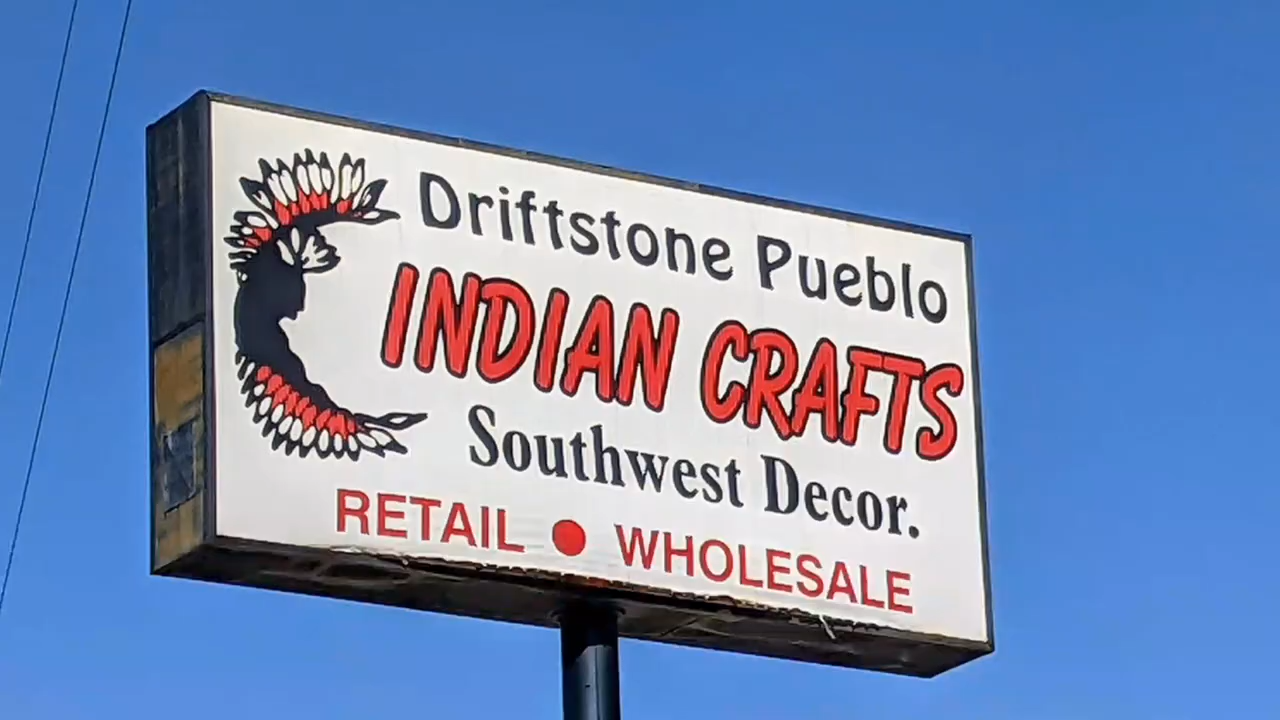 Driftstone Pueblo
INDIAN CRAFTS
Southwest Decor.
RETAIL ● WHOLESALE